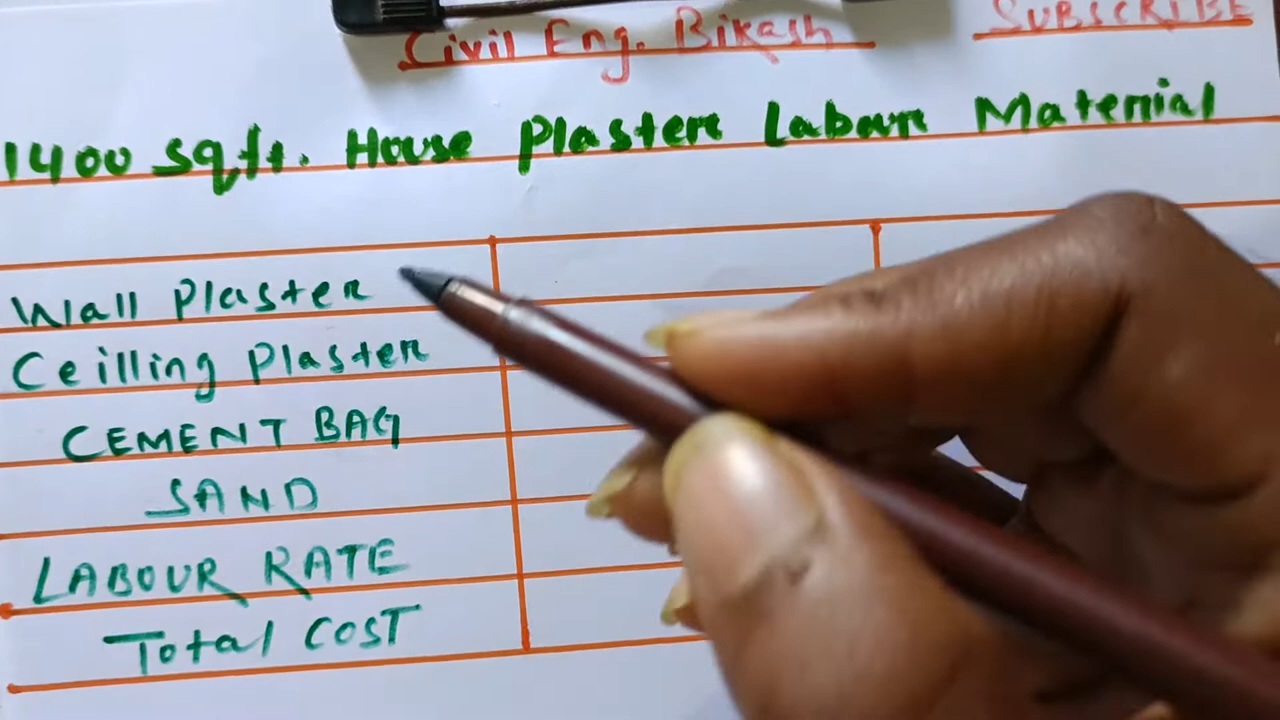 Civil Eng. Bikash
SUBSCRIBE
1400 sqft. House Plaster Labour Material
Wall Plaster
Ceilling Plaster
CEMENT BAG
SAND
LABOUR RATE
Total COST